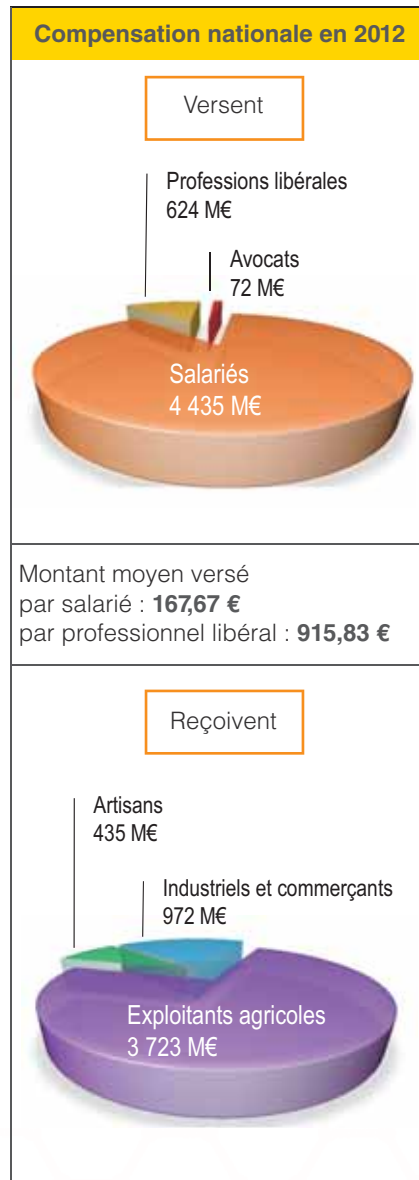 Compensation nationale en 2012
Versent
Professions libérales
624 M€
Avocats
72 M€
Salariés
4 435 M€
Montant moyen versé
par salarié : 167,67 €
par professionnel libéral : 915,83 €
Reçoivent
Artisans
435 M€
Industriels et commerçants
972 M€
Exploitants agricoles
3 723 M€